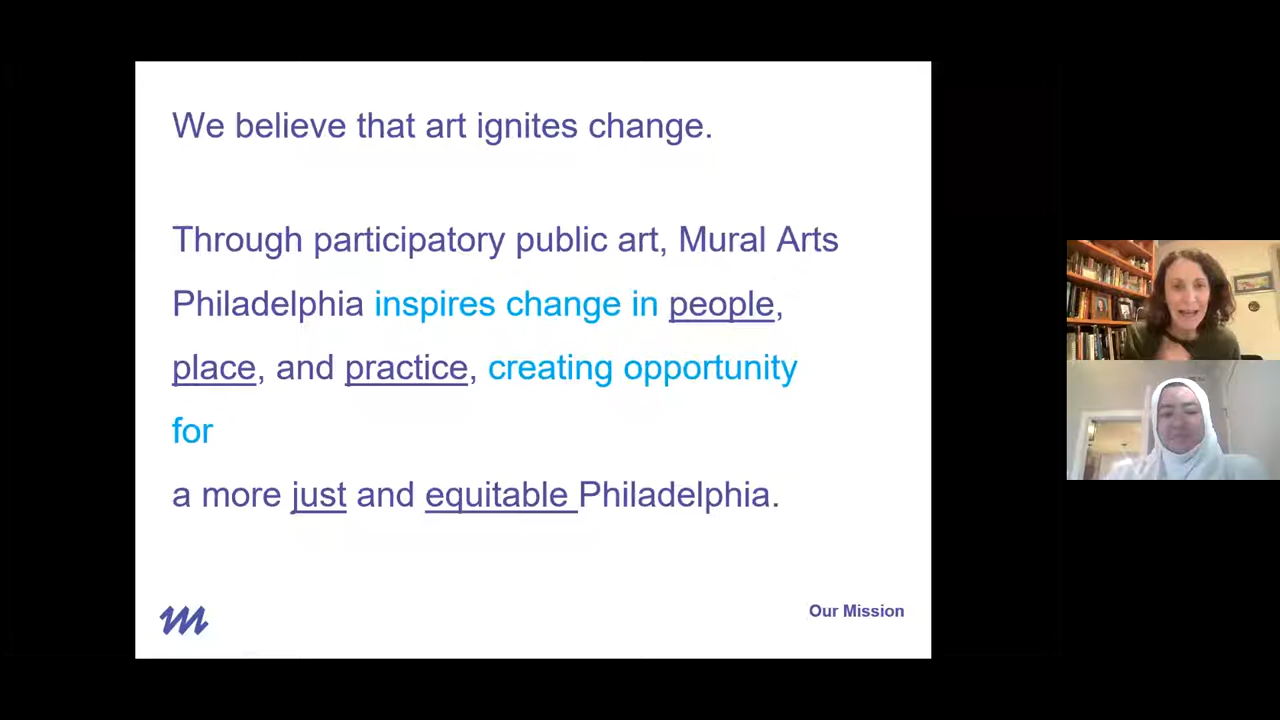 We believe that art ignites change.
Through participatory public art, Mural Arts
Philadelphia inspires change in people,
place, and practice, creating opportunity
for
a more just and equitable Philadelphia.
Our Mission